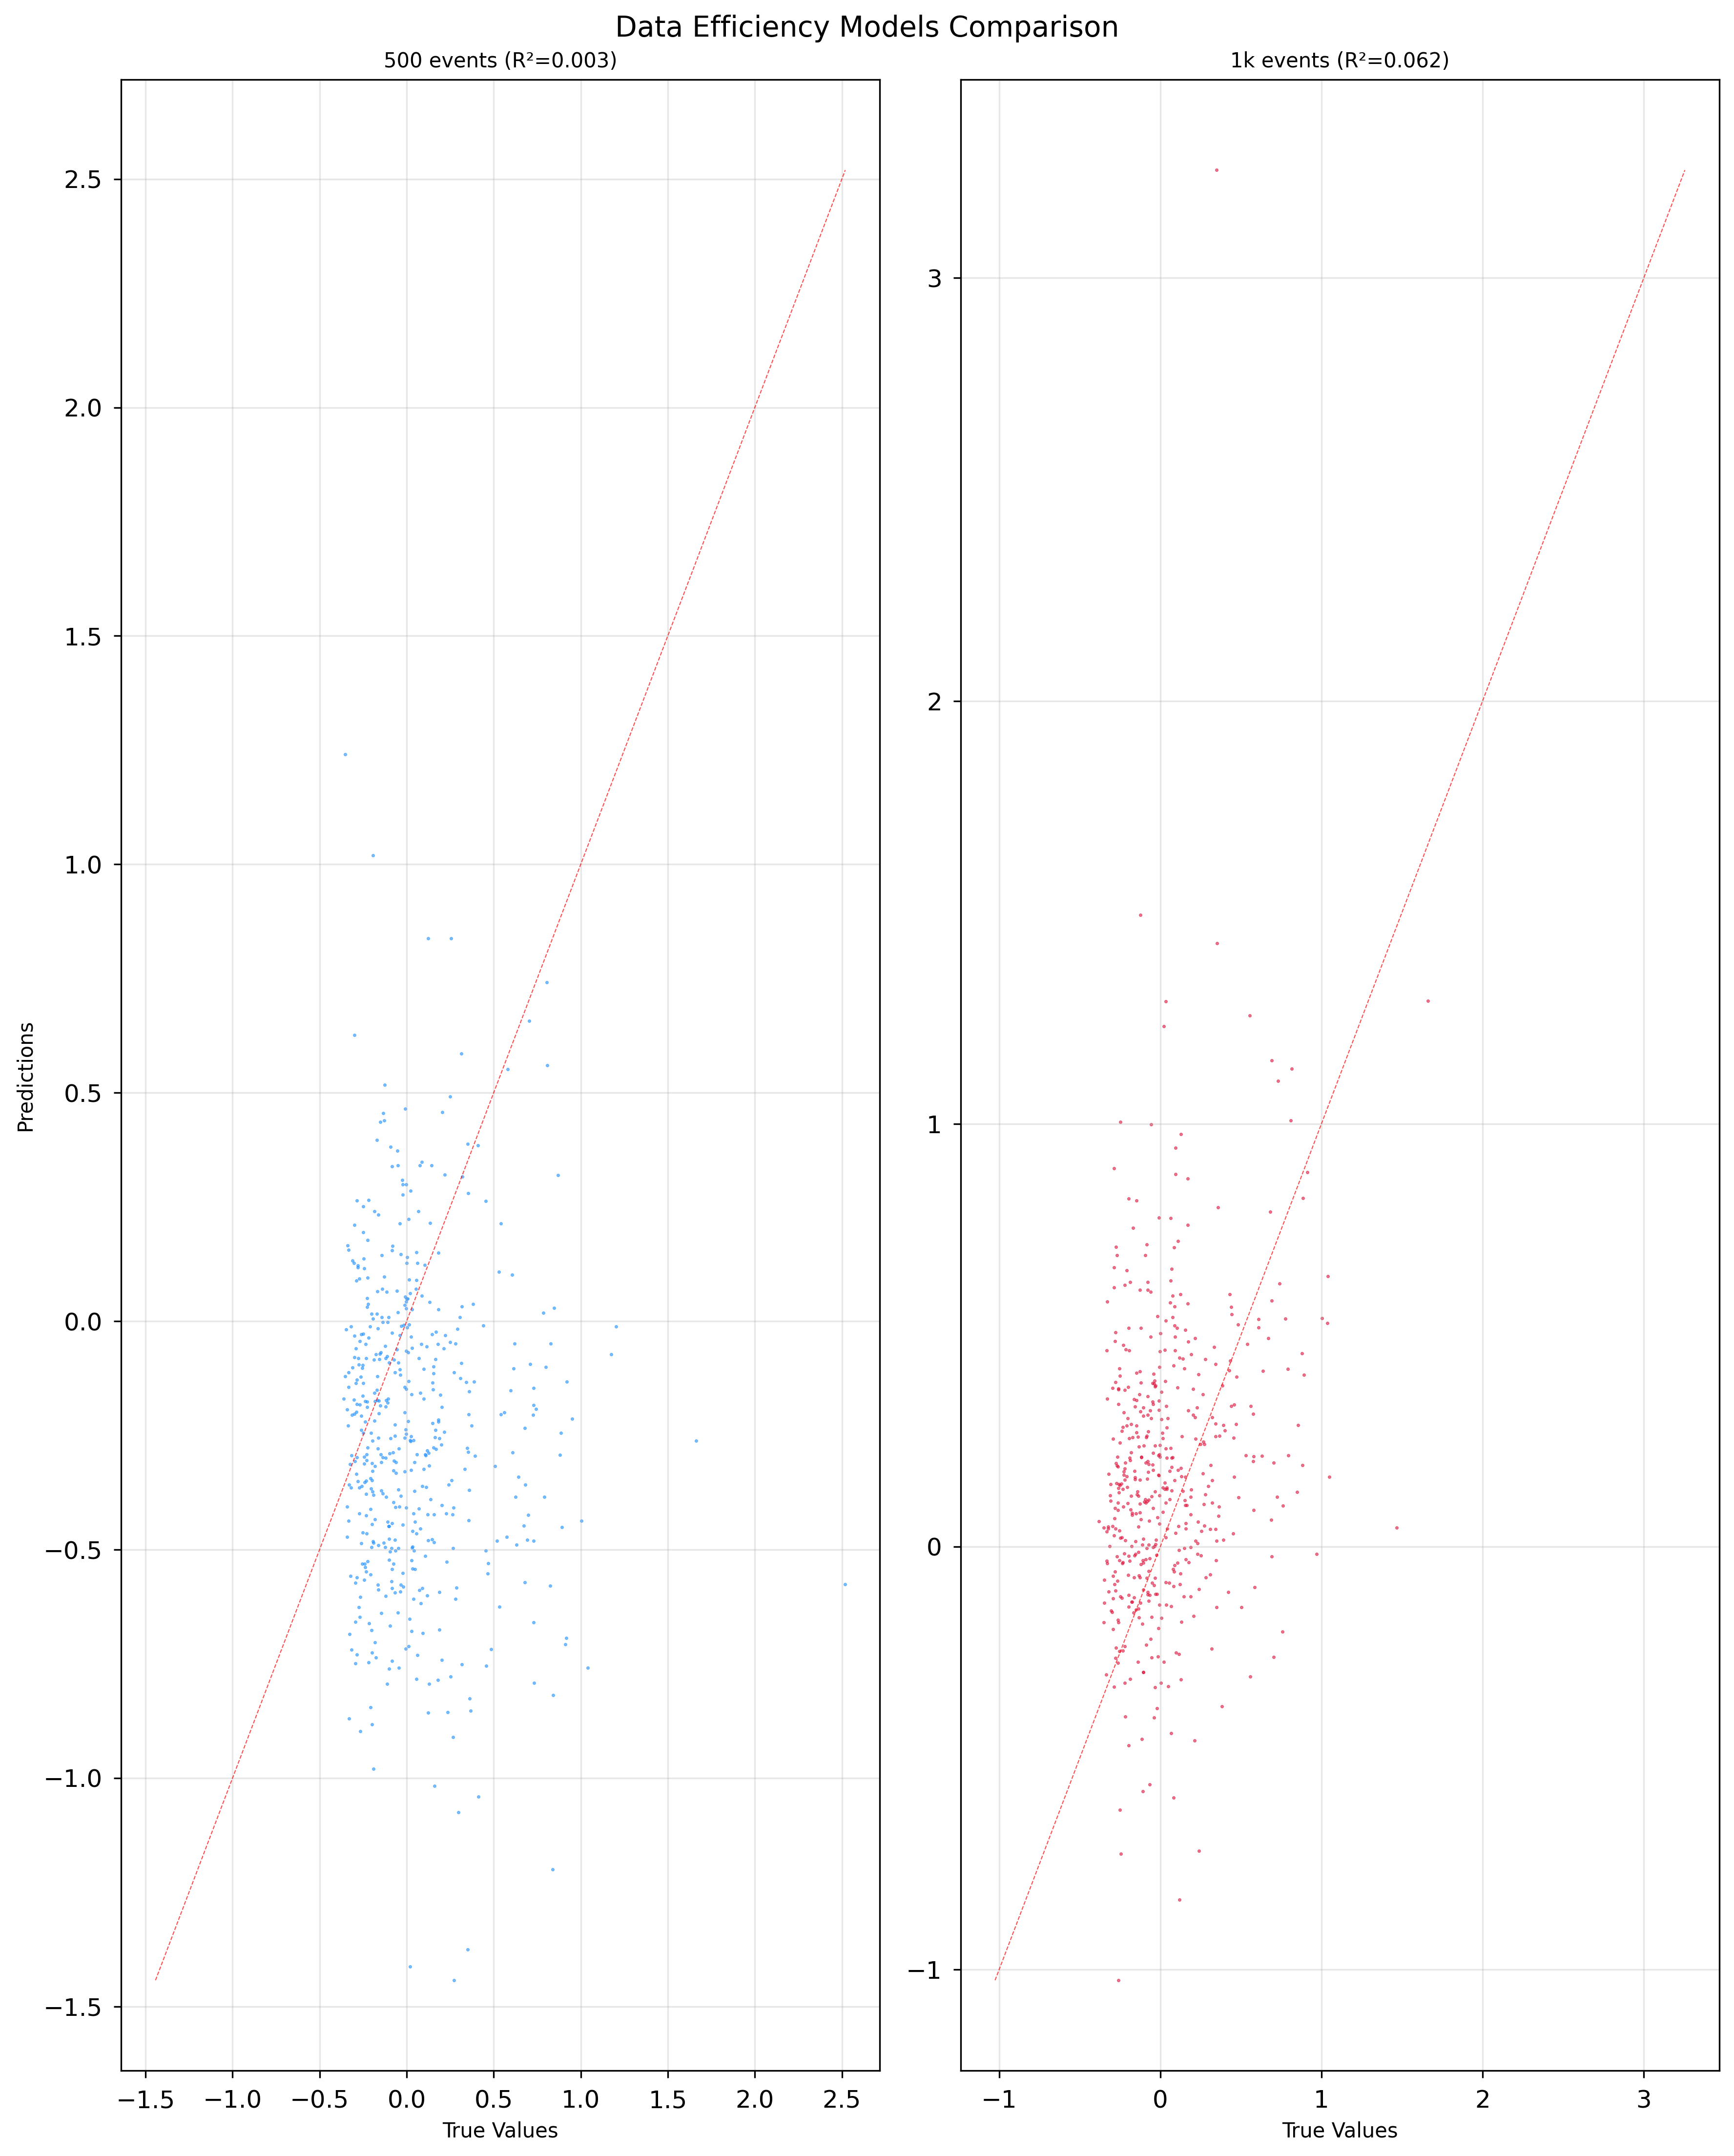 Data Efficiency Models Comparison
500 events (R²=0.003)
2.5
2.0
1.5
1.0
0.5
0.0
−0.5
−1.0
−1.5
Predictions
−1.5 −1.0 −0.5 0.0 0.5 1.0 1.5 2.0 2.5
True Values
1k events (R²=0.062)
3
2
1
0
−1
−1 0 1 2 3
True Values